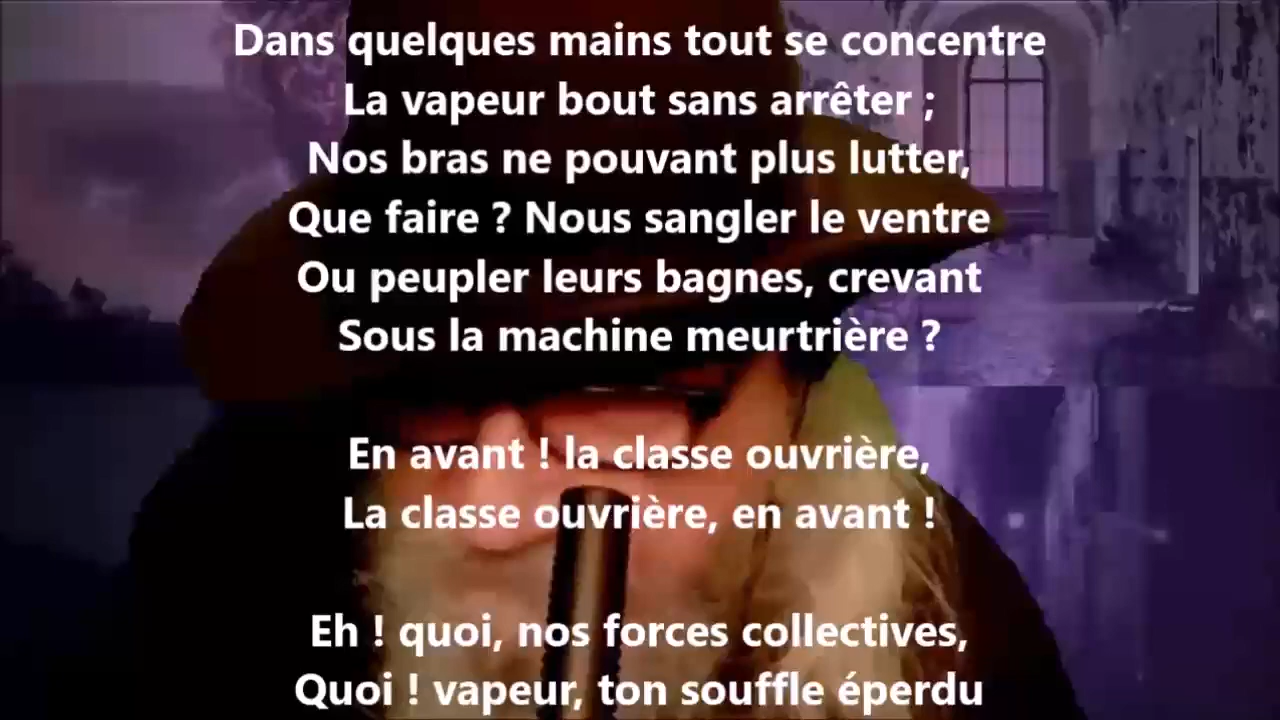 Dans quelques mains tout se concentre
La vapeur bout sans arrêter ;
Nos bras ne pouvant plus lutter,
Que faire ? Nous sangler le ventre
Ou peupler leurs bagnes, crevant
Sous la machine meurtrière ?
En avant ! la classe ouvrière,
La classe ouvrière, en avant !
Eh ! quoi, nos forces collectives,
Quoi ! vapeur, ton souffle éperdu